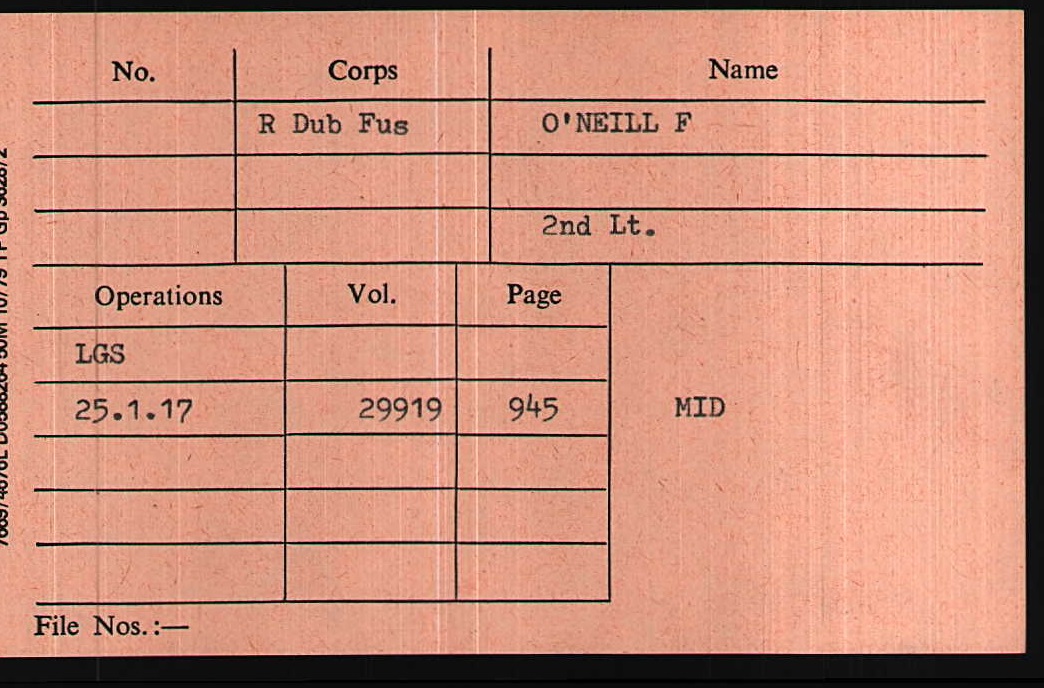 No. Corps Name
R Dub Fus O'NEILL F
2nd Lt.
Operations Vol. Page
LGS
25.1.17 29919 945 MID
File Nos.:—